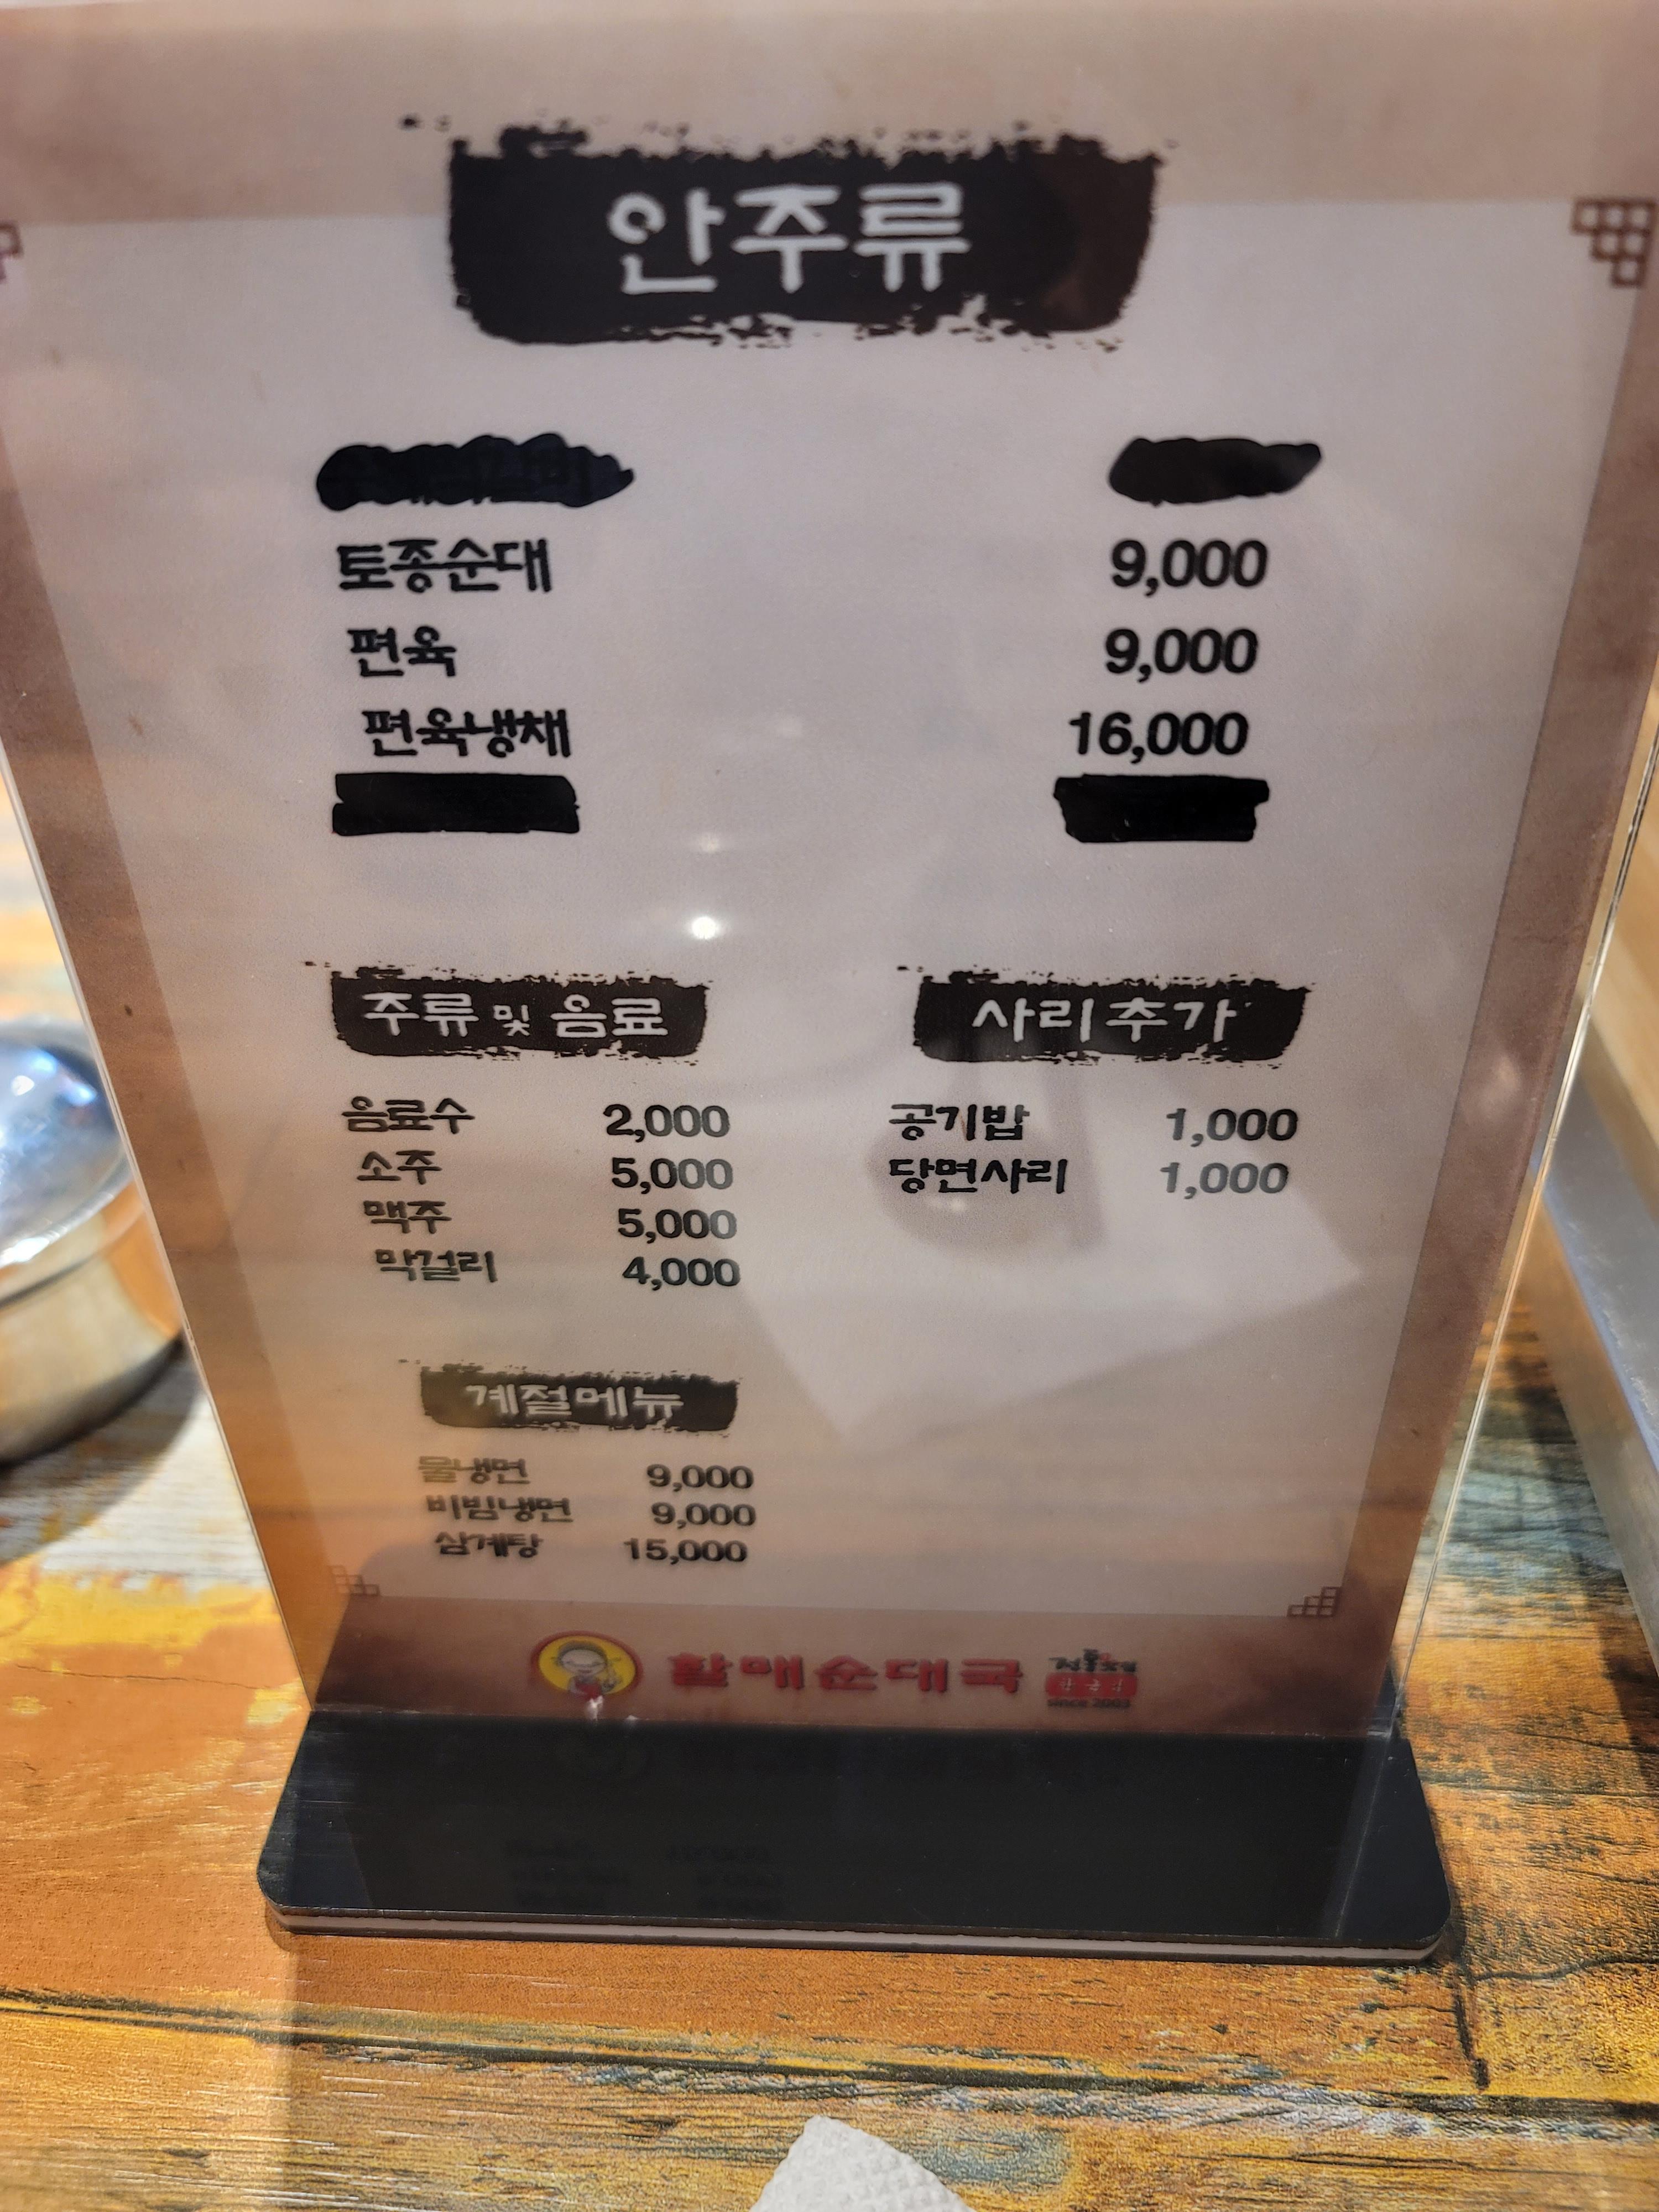 안주류
토종순대 9,000
편육 9,000
편육냉채 16,000
주류 및 음료
음료수 2,000
소주 5,000
맥주 5,000
막걸리 4,000
사리추가
공기밥 1,000
당면사리 1,000
계절메뉴
물냉면 9,000
비빔냉면 9,000
삼계탕 15,000
할매순대국
since 2003